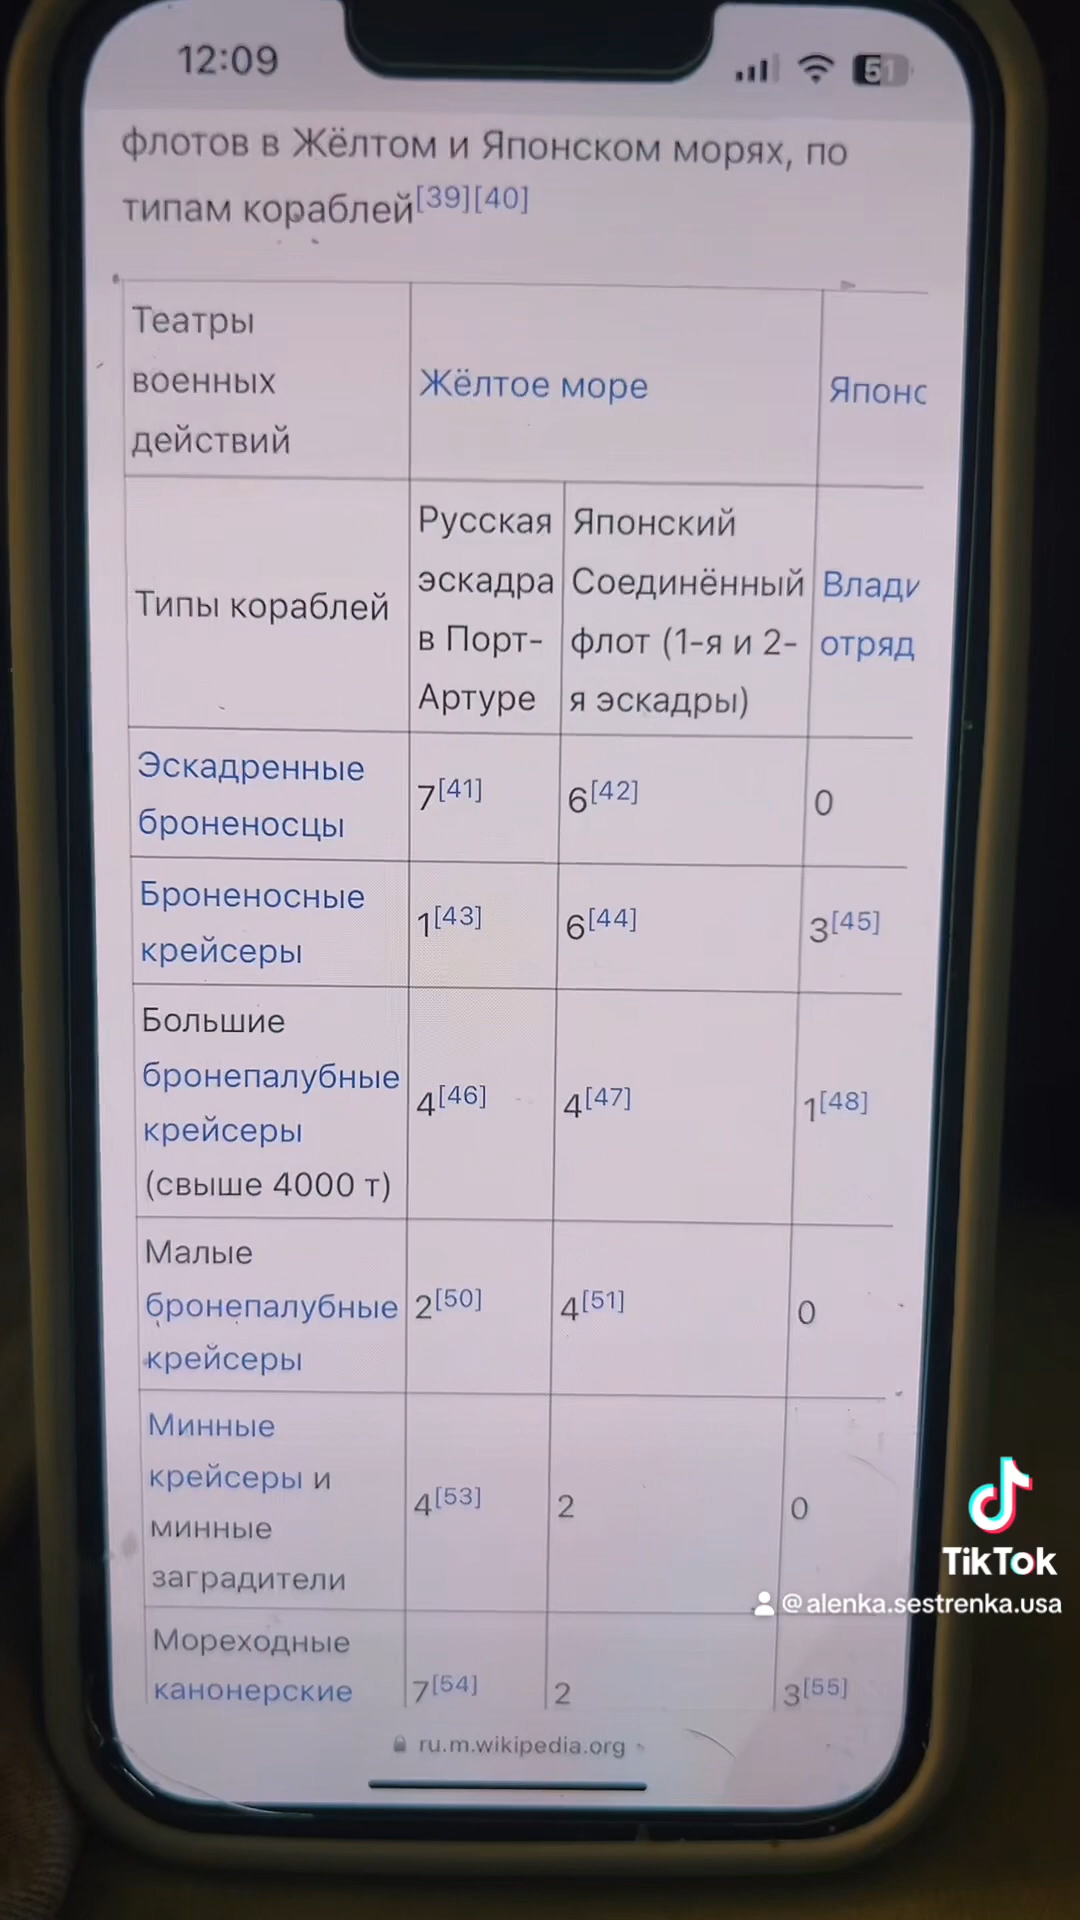 12:09
51
флотов в Жёлтом и Японском морях, по
типам кораблей[39][40]
Театры
военных
действий
Жёлтое море
Японс
Типы кораблей
Русская
эскадра
в Порт-
Артуре
Японский
Соединённый
флот (1-я и 2-
я эскадры)
Влади
отряд
Эскадренные
броненосцы
7[41]
6[42]
0
Броненосные
крейсеры
1[43]
6[44]
3[45]
Большие
бронепалубные
крейсеры
(свыше 4000 т)
4[46]
4[47]
1[48]
Малые
бронепалубные
крейсеры
2[50]
4[51]
0
Минные
крейсеры и
минные
заградители
4[53]
2
0
Мореходные
канонерские
7[54]
2
3[55]
ru.m.wikipedia.org
TikTok
@alenka.sestrenka.usa